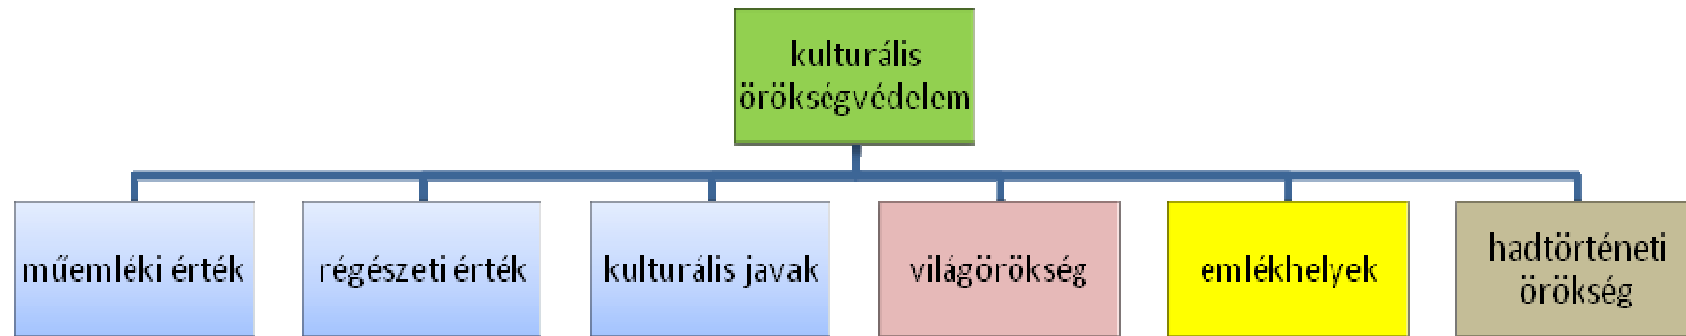 kulturális
örökségvédelem
műemléki érték
régészeti érték
kulturális javak
világörökség
emlékhelyek
hadtörténeti
örökség